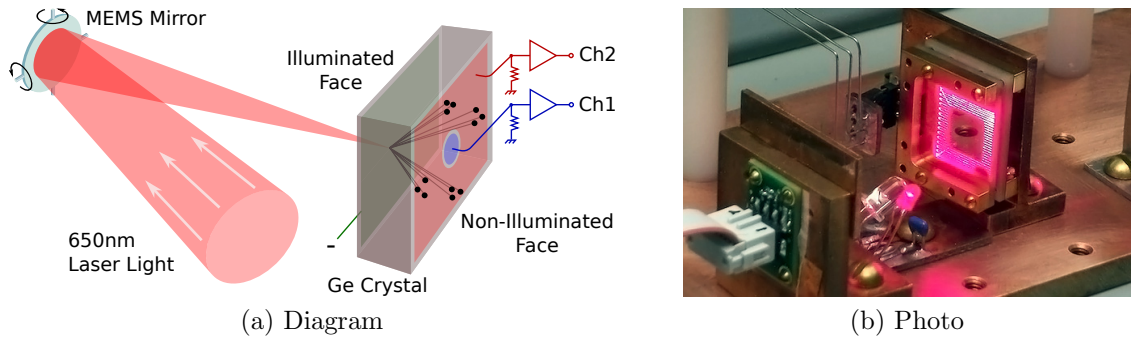 MEMS Mirror
Illuminated
Face
Ch2
Ch1
650nm
Laser Light
-
Non-Illuminated
Face
Ge Crystal
(a) Diagram
(b) Photo